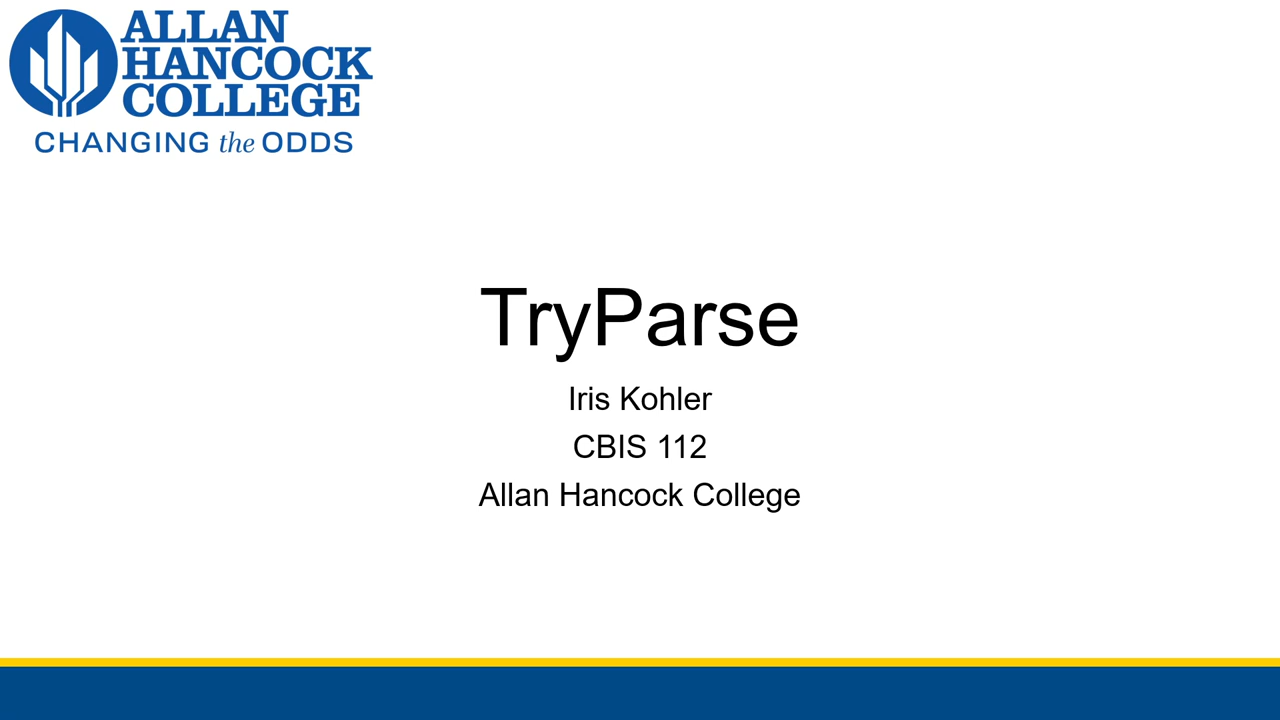 ALLAN
HANCOCK
COLLEGE
CHANGING the ODDS
TryParse
Iris Kohler
CBIS 112
Allan Hancock College